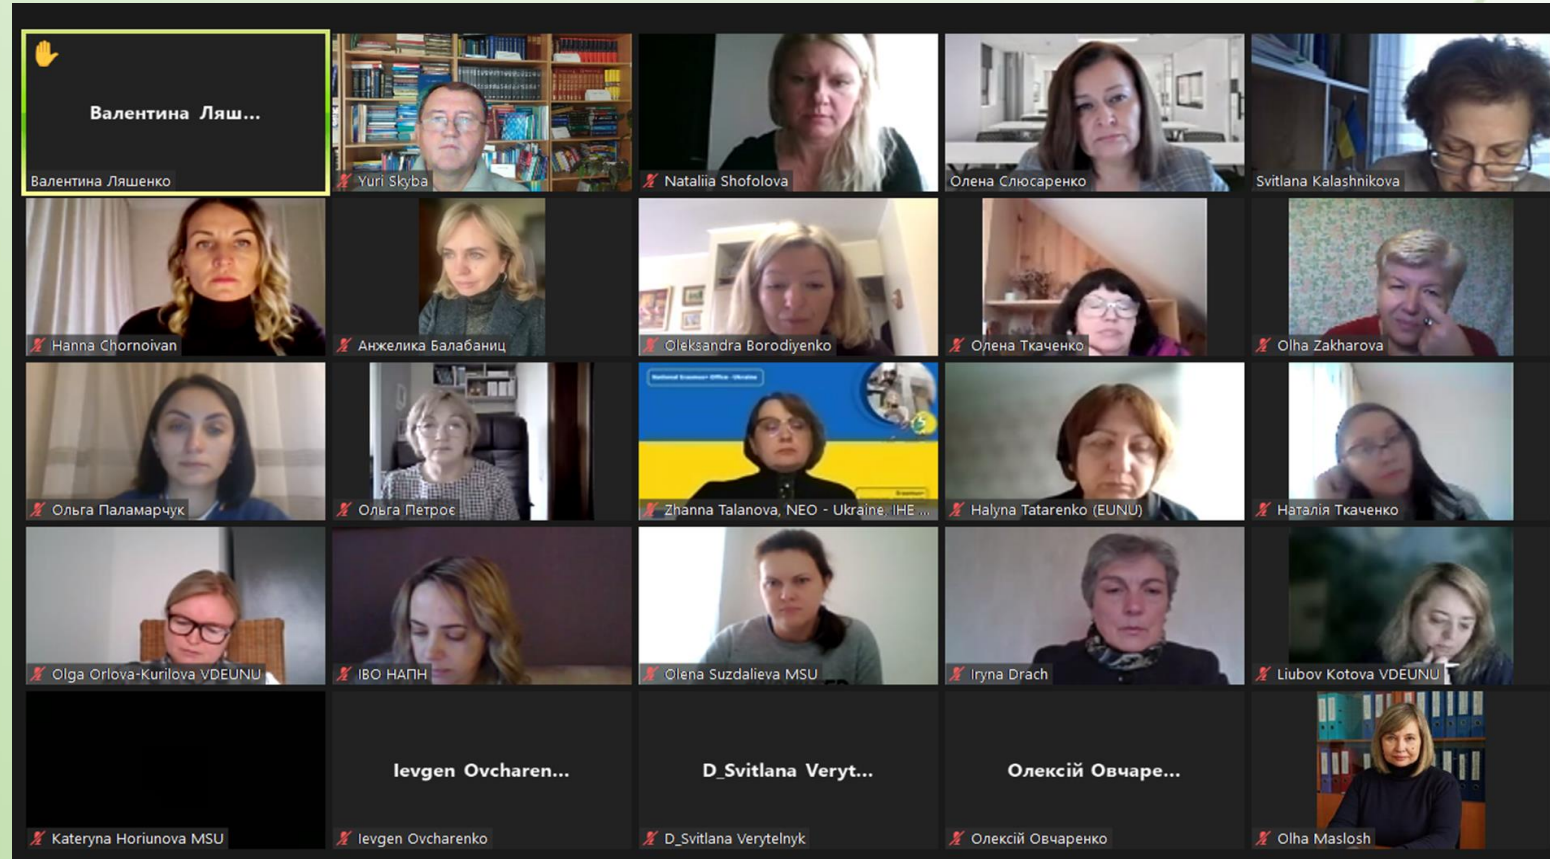 Валентина Ляш...
Валентина Ляшенко
Yuri Skyba
Nataliia Shofolova
Олена Слюсаренко
Svitlana Kalashnikova
Hanna Chornoivan
Анжелика Балабаниц
Oleksandra Borodiyenko
Олена Ткаченко
Olha Zakharova
Ольга Паламарчук
Ольга Петроє
National Erasmus+ Office - Ukraine
Erasmus+
Zhanna Talanova, NEO - Ukraine, IHE ...
Halyna Tatarenko (EUNU)
Наталія Ткаченко
Olga Orlova-Kurilova VDEUNU
ІВО НАПН
Olena Suzdalieva MSU
Iryna Drach
Liubov Kotova VDEUNU
Kateryna Horiunova MSU
Ievgen Ovcharen...
Ievgen Ovcharenko
D_Svitlana Veryt...
D_Svitlana Verytelnyk
Олексій Овчаре...
Олексій Овчаренко
Olha Maslosh